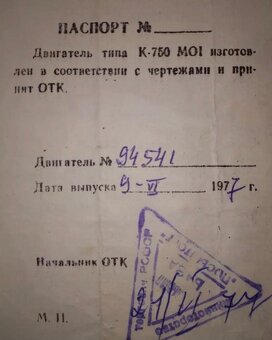 ПАСПОРТ №
Двигатель типа К-750 МО1 изготов-
лен в соответствии с чертежами и при-
нят ОТК.
Двигатель № 94541
Дата выпуска 9-VI 1977 г.
Начальник ОТК
М. П.